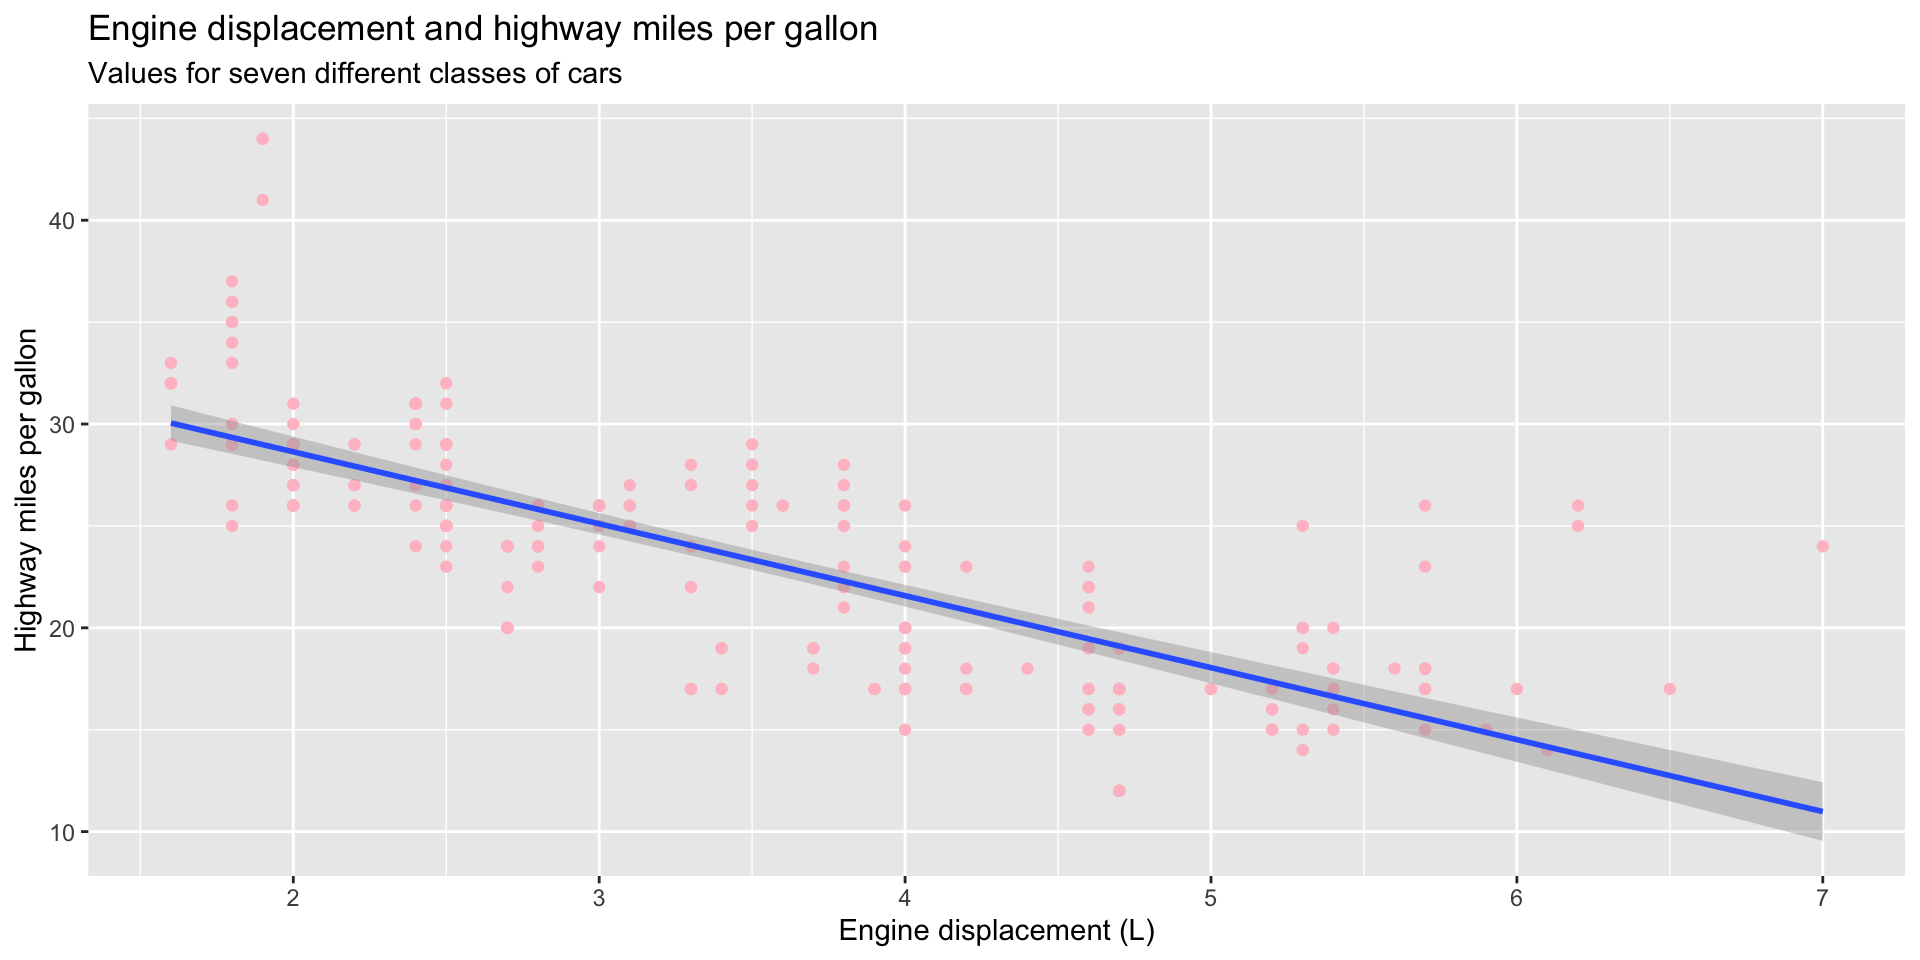 Engine displacement and highway miles per gallon
Values for seven different classes of cars
Highway miles per gallon
40
30
20
10
2 3 4 5 6 7
Engine displacement (L)